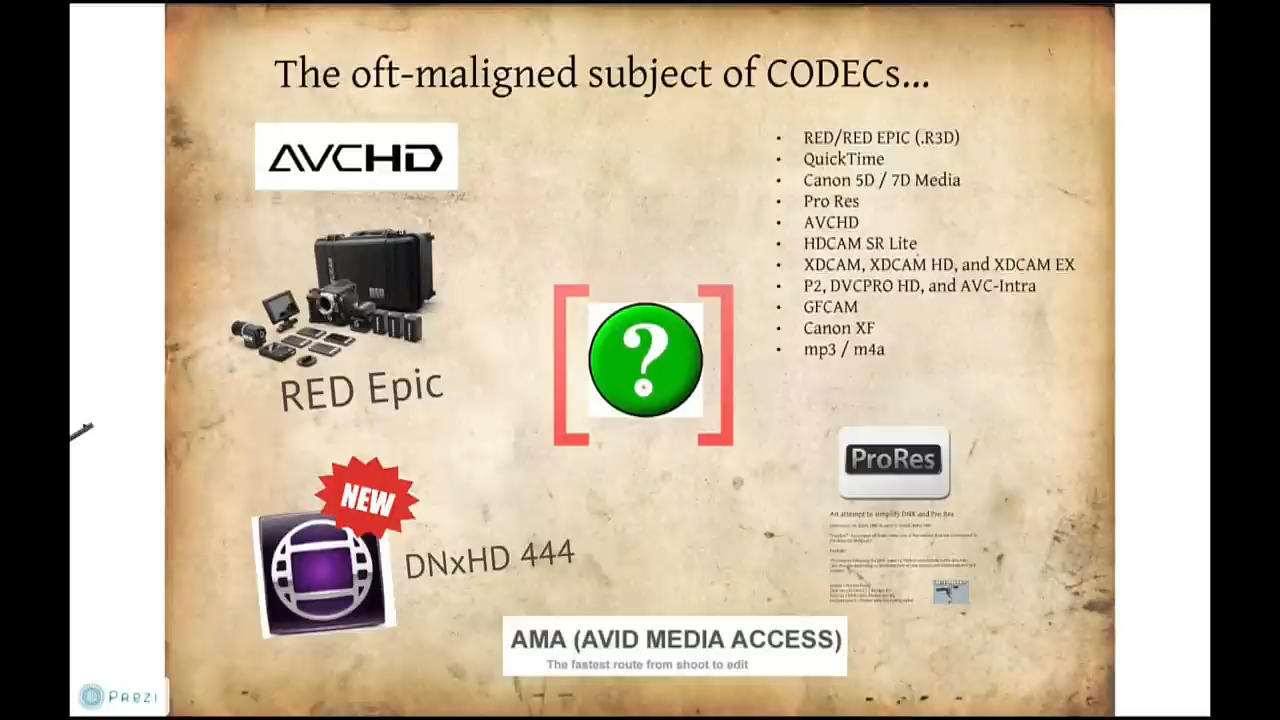 The oft-maligned subject of CODECs...
AVCHD
• RED/RED EPIC (.R3D)
• QuickTime
• Canon 5D / 7D Media
• Pro Res
• AVCHD
• HDCAM SR Lite
• XDCAM, XDCAM HD, and XDCAM EX
• P2, DVCPRO HD, and AVC-Intra
• GFCAM
• Canon XF
• mp3 / m4a
RED Epic
?
ProRes
An attempt to simplify DNX and Pro Res
NEW
DNxHD 444
AMA (AVID MEDIA ACCESS)
The fastest route from shoot to edit
Prezi